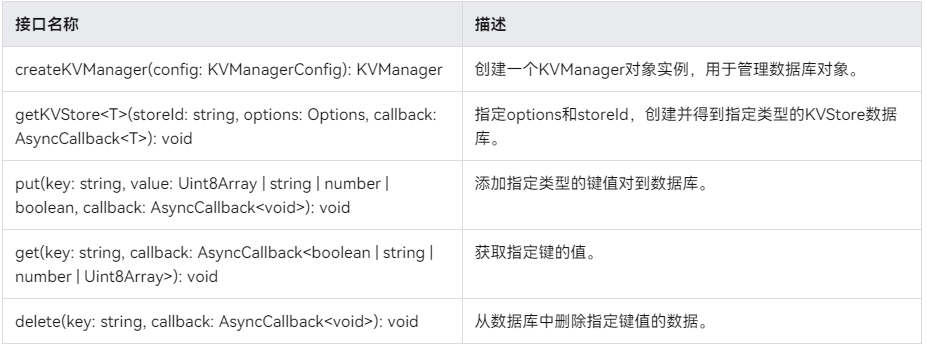 接口名称
描述
createKVManager(config: KVManagerConfig): KVManager
创建一个KVManager对象实例，用于管理数据库对象。
getKVStore<T>(storeId: string, options: Options, callback:
AsyncCallback<T>): void
指定options和storeId，创建并得到指定类型的KVStore数据
库。
put(key: string, value: Uint8Array | string | number |
boolean, callback: AsyncCallback<void>): void
添加指定类型的键值对到数据库。
get(key: string, callback: AsyncCallback<boolean | string |
number | Uint8Array>): void
获取指定键的值。
delete(key: string, callback: AsyncCallback<void>): void
从数据库中删除指定键值的数据。